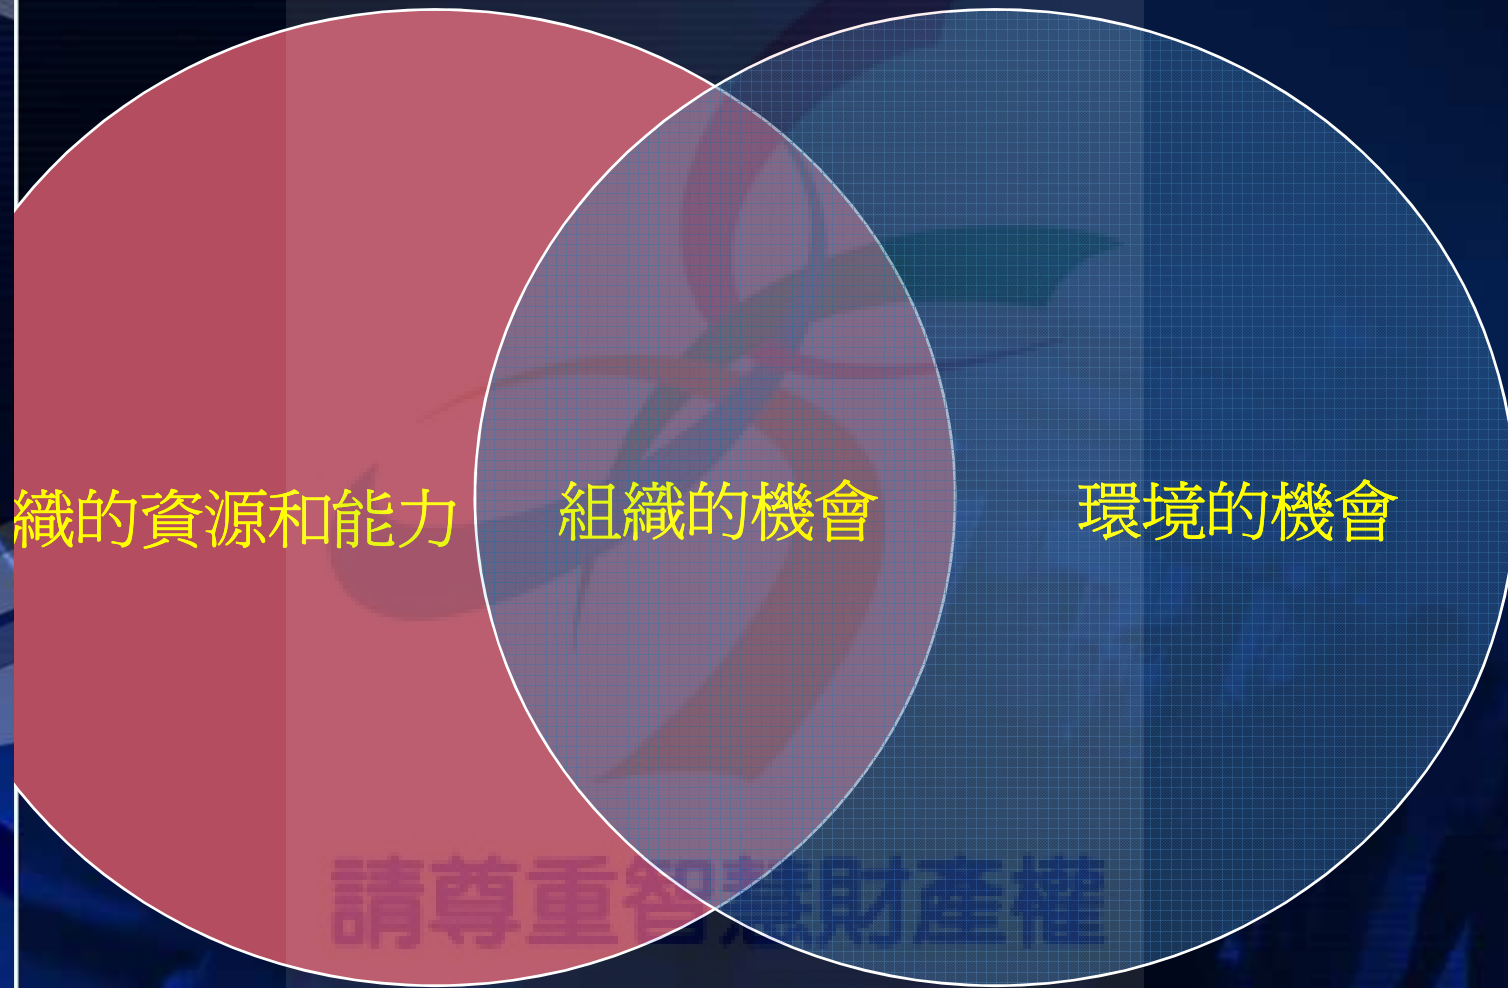 織的資源和能力
組織的機會
環境的機會
請尊重智慧財產權